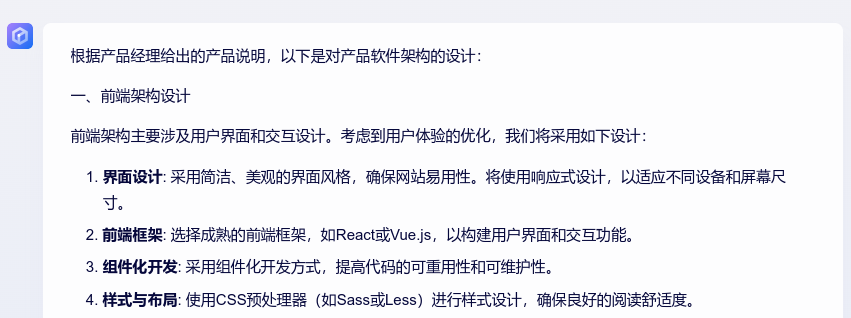 根据产品经理给出的产品说明，以下是对产品软件架构的设计：
一、前端架构设计
前端架构主要涉及用户界面和交互设计。考虑到用户体验的优化，我们将采用如下设计：
1. 界面设计: 采用简洁、美观的界面风格，确保网站易用性。将使用响应式设计，以适应不同设备和屏幕尺
寸。
2. 前端框架: 选择成熟的前端框架，如React或Vue.js，以构建用户界面和交互功能。
3. 组件化开发: 采用组件化开发方式，提高代码的可重用性和可维护性。
4. 样式与布局: 使用CSS预处理器（如Sass或Less）进行样式设计，确保良好的阅读舒适度。